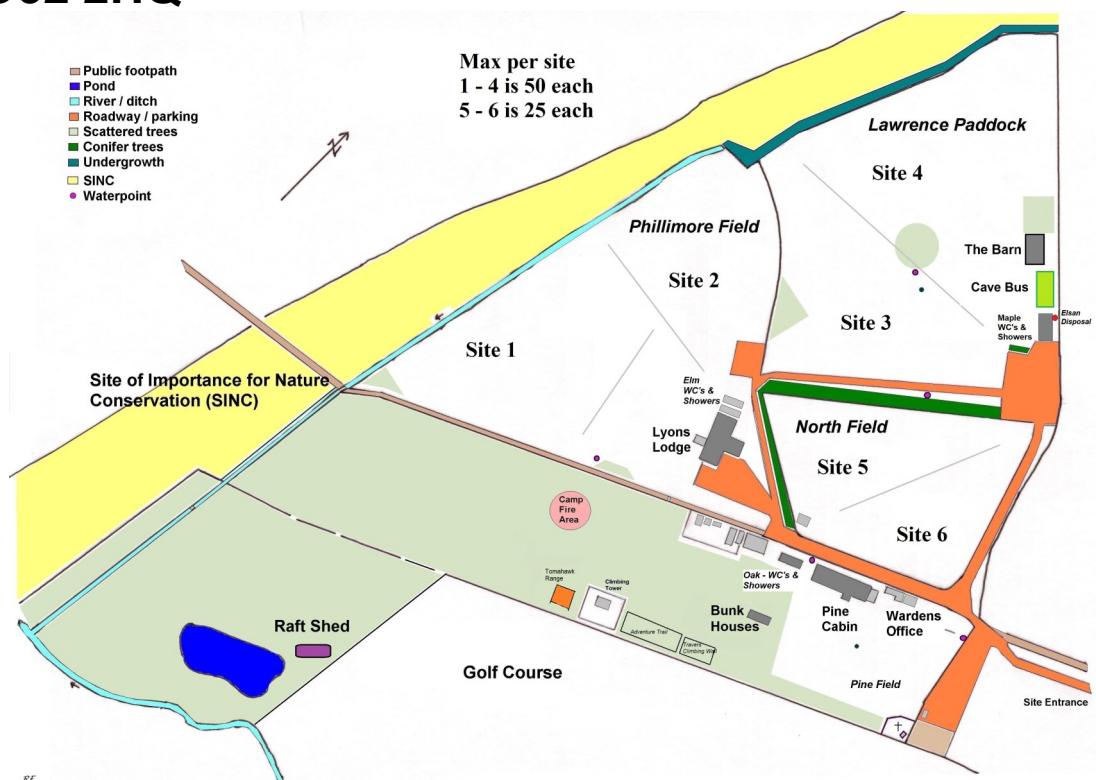 Max per site
1 - 4 is 50 each
5 - 6 is 25 each
Public footpath
Pond
River / ditch
Roadway / parking
Scattered trees
Conifer trees
Undergrowth
SINC
Waterpoint
N
Lawrence Paddock
Site 4
Phillimore Field
Site 2
The Barn
Cave Bus
Elsan
Disposal
Maple
WC's &
Showers
Site 3
Site 1
Site of Importance for Nature
Conservation (SINC)
Elm
WC's &
Showers
Lyons
Lodge
North Field
Site 5
Site 6
Camp
Fire
Area
Oak - WC's &
Showers
Tomahawk
Range
Climbing
Tower
Bunk
Houses
Pine
Cabin
Wardens
Office
Adventure Trail
Travers
Climbing Wall
Raft Shed
Golf Course
Pine Field
Site Entrance